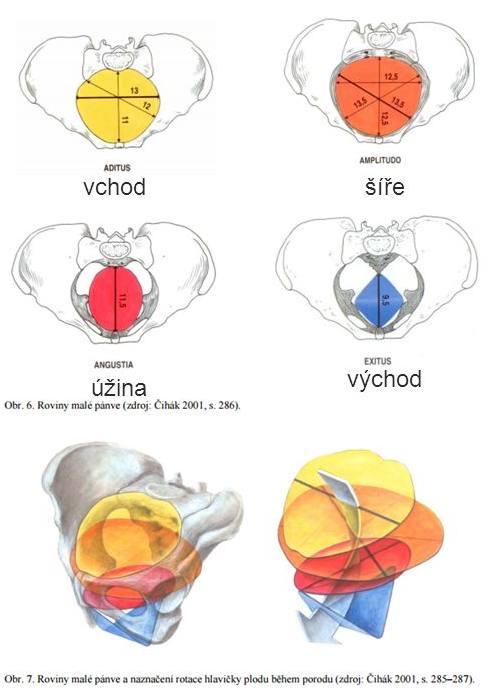 13
12
11
ADITUS
vchod
12,5
13,5
13,5
12,5
AMPLITUDO
šíře
11,5
ANGUSTIA
úžina
9,5
EXITUS
východ
Obr. 6. Roviny malé pánve (zdroj: Čihák 2001, s. 286).
Obr. 7. Roviny malé pánve a naznačení rotace hlavičky plodu během porodu (zdroj: Čihák 2001, s. 285–287).